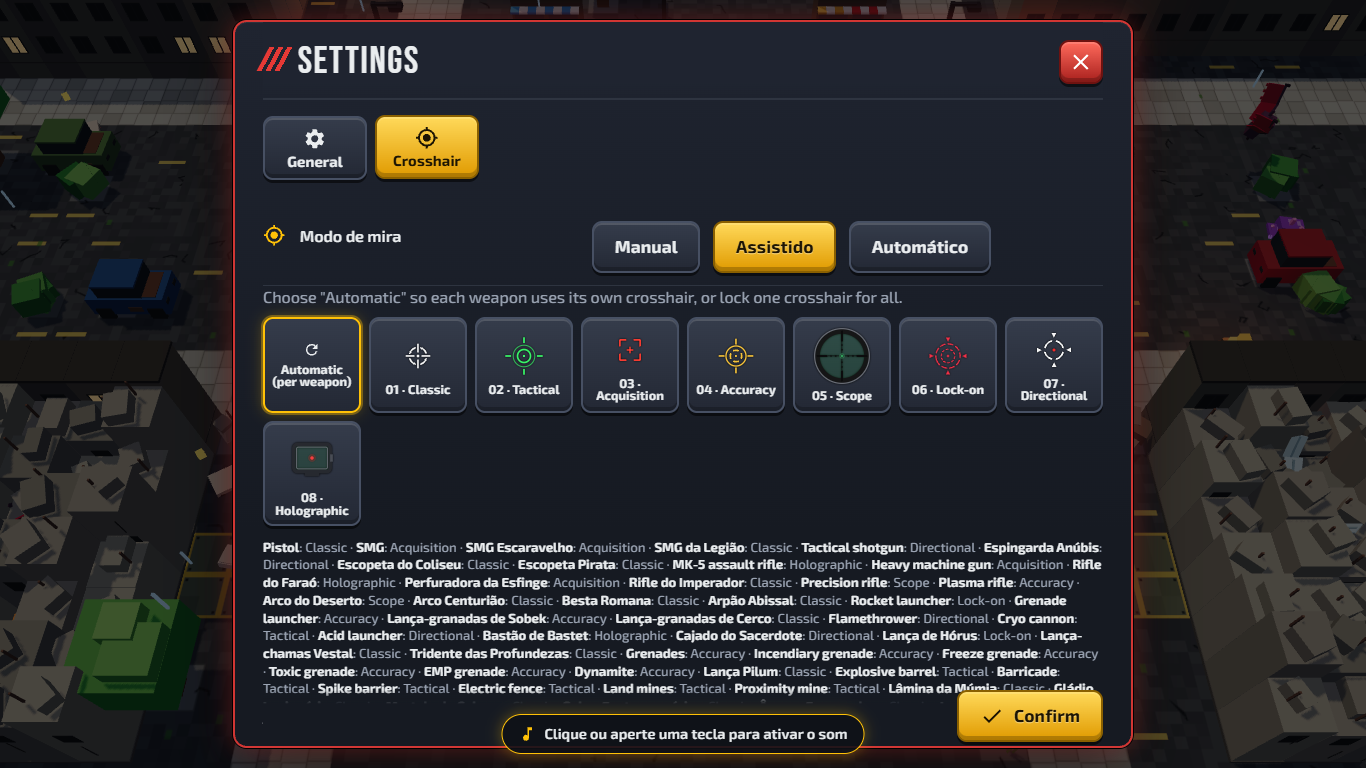 SETTINGS
General
Crosshair
Modo de mira
Manual
Assistido
Automático
Choose "Automatic" so each weapon uses its own crosshair, or lock one crosshair for all.
Automatic
(per weapon)
01 · Classic
02 · Tactical
03 ·
Acquisition
04 · Accuracy
05 · Scope
06 · Lock-on
07 ·
Directional
08 ·
Holographic
Pistol: Classic · SMG: Acquisition · SMG Escaravelho: Acquisition · SMG da Legião: Classic · Tactical shotgun: Directional · Espingarda Anúbis:
Directional · Escopeta do Coliseu: Classic · Escopeta Pirata: Classic · MK-5 assault rifle: Holographic · Heavy machine gun: Acquisition · Rifle
do Faraó: Holographic · Perfuradora da Esfinge: Acquisition · Rifle do Imperador: Classic · Precision rifle: Scope · Plasma rifle: Accuracy ·
Arco do Deserto: Scope · Arco Centurião: Classic · Besta Romana: Classic · Arpão Abissal: Classic · Rocket launcher: Lock-on · Grenade
launcher: Accuracy · Lança-granadas de Sobek: Accuracy · Lança-granadas de Cerco: Classic · Flamethrower: Directional · Cryo cannon:
Tactical · Acid launcher: Directional · Bastão de Bastet: Holographic · Cajado do Sacerdote: Directional · Lança de Hórus: Lock-on · Lança-
chamas Vestal: Classic · Tridente das Profundezas: Classic · Grenades: Accuracy · Incendiary grenade: Accuracy · Freeze grenade: Accuracy
· Toxic grenade: Accuracy · EMP grenade: Accuracy · Dynamite: Accuracy · Lança Pilum: Classic · Explosive barrel: Tactical · Barricade:
Tactical · Spike barrier: Tactical · Electric fence: Tactical · Land mines: Tactical · Proximity mine: Tactical · Lâmina da Múmia: Classic · Gládio
Confirm
Clique ou aperte uma tecla para ativar o som